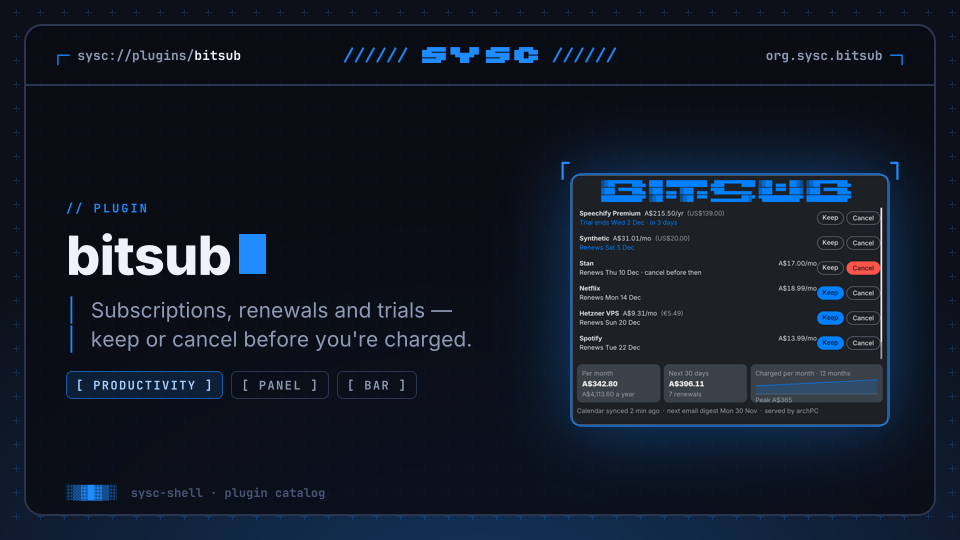 sysc://plugins/bitsub
////// SYSC //////
org.sysc.bitsub
// PLUGIN
bitsub
Subscriptions, renewals and trials —
keep or cancel before you're charged.
[ PRODUCTIVITY ] [ PANEL ] [ BAR ]
BITSUB
Speechify Premium A$215.50/yr (US$139.00) Keep Cancel
Trial ends Wed 2 Dec · in 3 days
Synthetic A$31.01/mo (US$20.00) Keep Cancel
Renews Sat 5 Dec
Stan A$17.00/mo Keep Cancel
Renews Thu 10 Dec · cancel before then
Netflix A$18.99/mo Keep Cancel
Renews Mon 14 Dec
Hetzner VPS A$9.31/mo (€5.49) Keep Cancel
Renews Sun 20 Dec
Spotify A$13.99/mo Keep Cancel
Renews Tue 22 Dec
Per month
A$342.80
A$4,113.60 a year
Next 30 days
A$396.11
7 renewals
Charged per month · 12 months
Peak A$365
Calendar synced 2 min ago · next email digest Mon 30 Nov · served by archPC
sysc-shell · plugin catalog